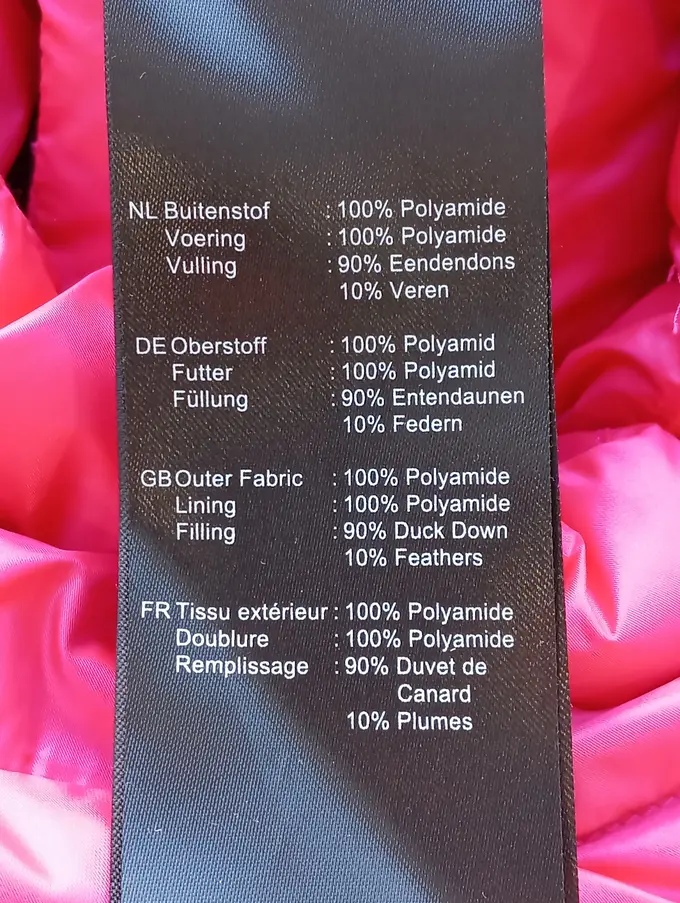 NL Buitenstof : 100% Polyamide
Voering : 100% Polyamide
Vulling : 90% Eendendons
10% Veren
DE Oberstoff : 100% Polyamid
Futter : 100% Polyamid
Füllung : 90% Entendaunen
10% Federn
GB Outer Fabric : 100% Polyamide
Lining : 100% Polyamide
Filling : 90% Duck Down
10% Feathers
FR Tissu extérieur : 100% Polyamide
Doublure : 100% Polyamide
Remplissage : 90% Duvet de
Canard
10% Plumes